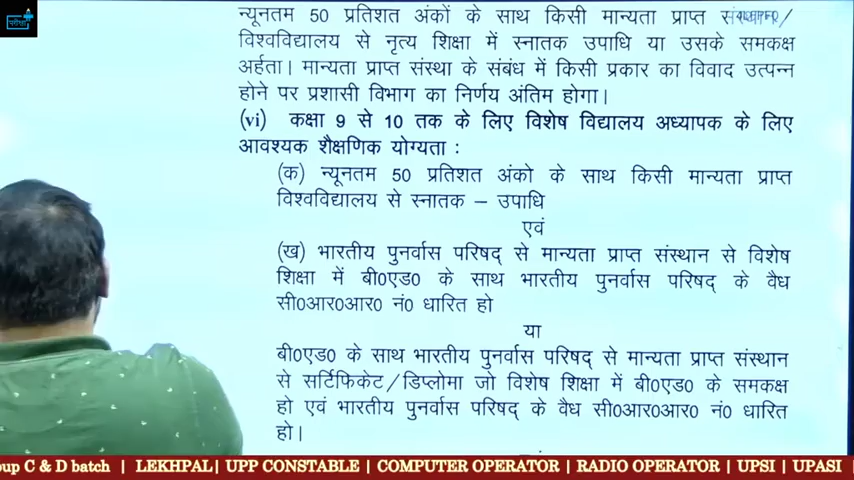 परीक्षा
न्यूनतम 50 प्रतिशत अंकों के साथ किसी मान्यता प्राप्त
विश्वविद्यालय से नृत्य शिक्षा में स्नातक उपाधि या उसके समकक्ष
अर्हता। मान्यता प्राप्त संस्था के संबंध में किसी प्रकार का विवाद उत्पन्न
होने पर प्रशासी विभाग का निर्णय अंतिम होगा।
(vi) कक्षा 9 से 10 तक के लिए विशेष विद्यालय अध्यापक के लिए
आवश्यक शैक्षणिक योग्यता :
(क) न्यूनतम 50 प्रतिशत अंको के साथ किसी मान्यता प्राप्त
विश्वविद्यालय से स्नातक – उपाधि
एवं
(ख) भारतीय पुनर्वास परिषद् से मान्यता प्राप्त संस्थान से विशेष
शिक्षा में बी0एड0 के साथ भारतीय पुनर्वास परिषद् के वैध
सी0आर0आर0 नं0 धारित हो
या
बी0एड0 के साथ भारतीय पुनर्वास परिषद् से मान्यता प्राप्त संस्थान
से सर्टिफिकेट/डिप्लोमा जो विशेष शिक्षा में बी0एड0 के समकक्ष
हो एवं भारतीय पुनर्वास परिषद् के वैध सी0आर0आर0 नं0 धारित
हो।
oup C & D batch | LEKHPAL | UPP CONSTABLE | COMPUTER OPERATOR | RADIO OPERATOR | UPSI | UPASI |